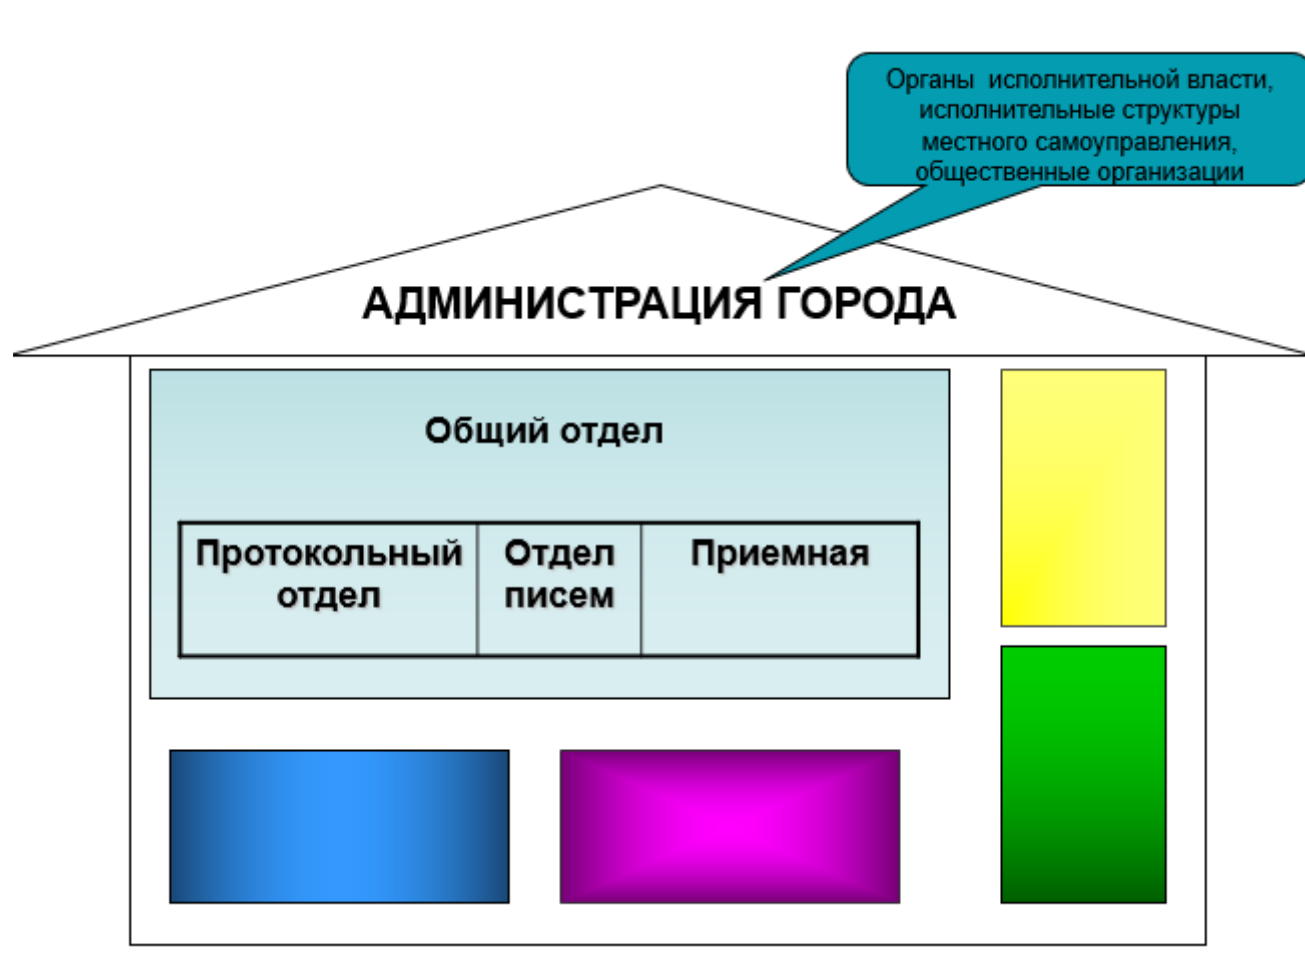 Органы исполнительной власти,
исполнительные структуры
местного самоуправления,
общественные организации
АДМИНИСТРАЦИЯ ГОРОДА
Общий отдел
Протокольный
отдел
Отдел
писем
Приемная